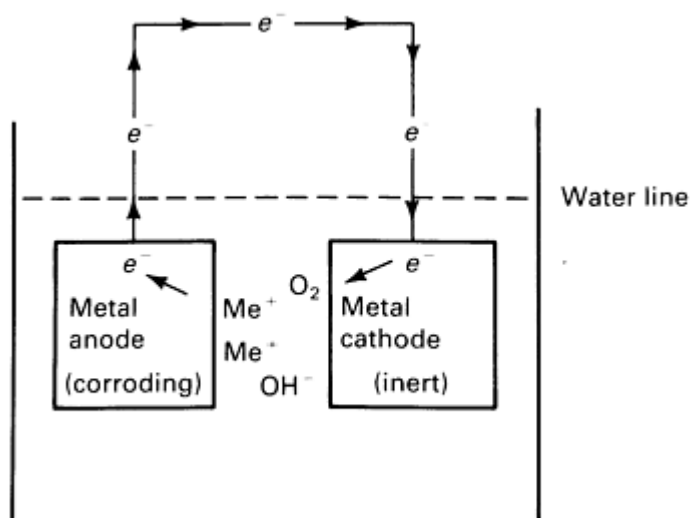 e⁻
e⁻ e⁻
Water line
e⁻ e⁻
O₂
Metal
anode
(corroding)
Me⁺
Me⁺
OH⁻
Metal
cathode
(inert)